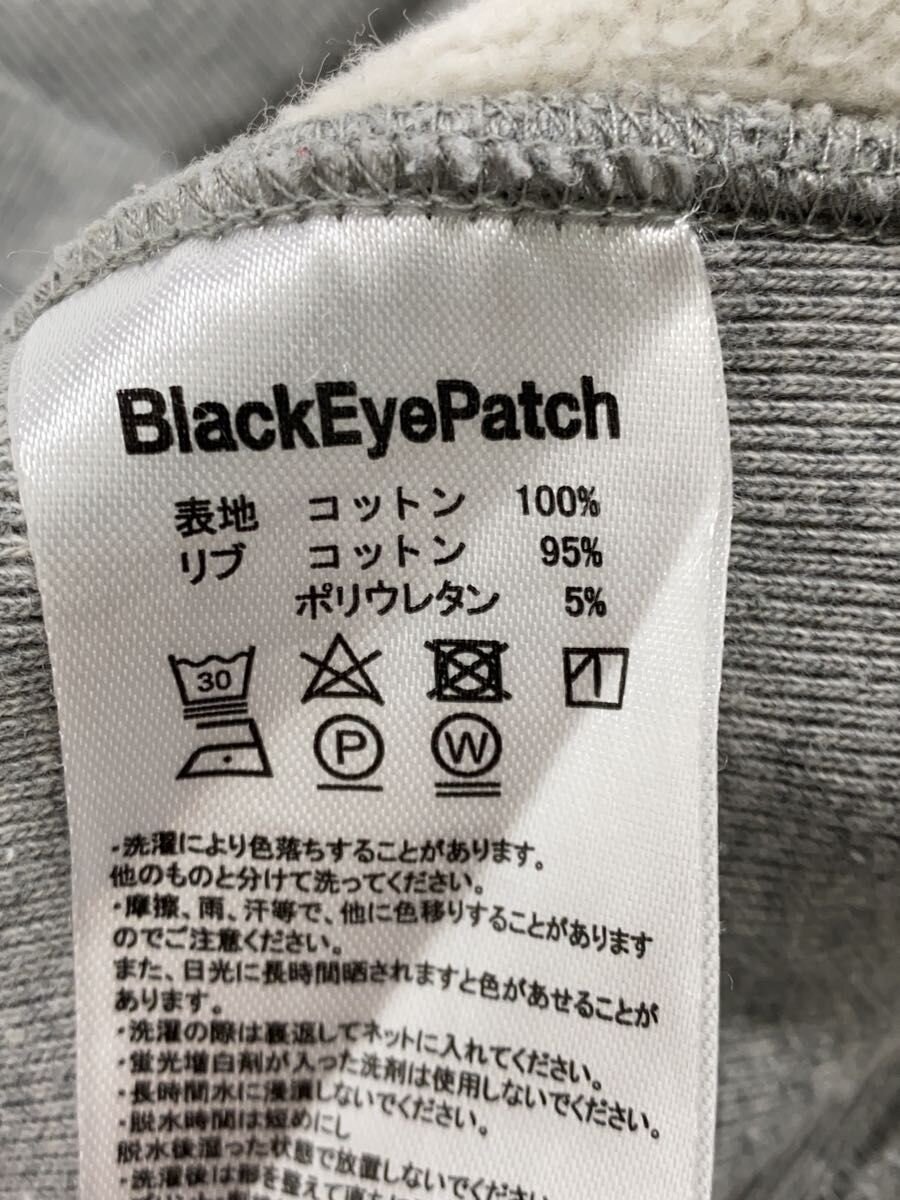 BlackEyePatch
表地 コットン 100%
リブ コットン 95%
ポリウレタン 5%
30
P W
・洗濯により色落ちすることがあります。
他のものと分けて洗ってください。
・摩擦、雨、汗等で、他に色移りすることがあります
のでご注意ください。
また、日光に長時間晒されますと色があせることが
あります。
・洗濯の際は裏返してネットに入れてください。
・蛍光増白剤が入った洗剤は使用しないでください。
・長時間水に浸漬しないでください。
・脱水時間は短めにし
脱水後湿った状態で放置しないでください。
・洗濯後は形を整えて